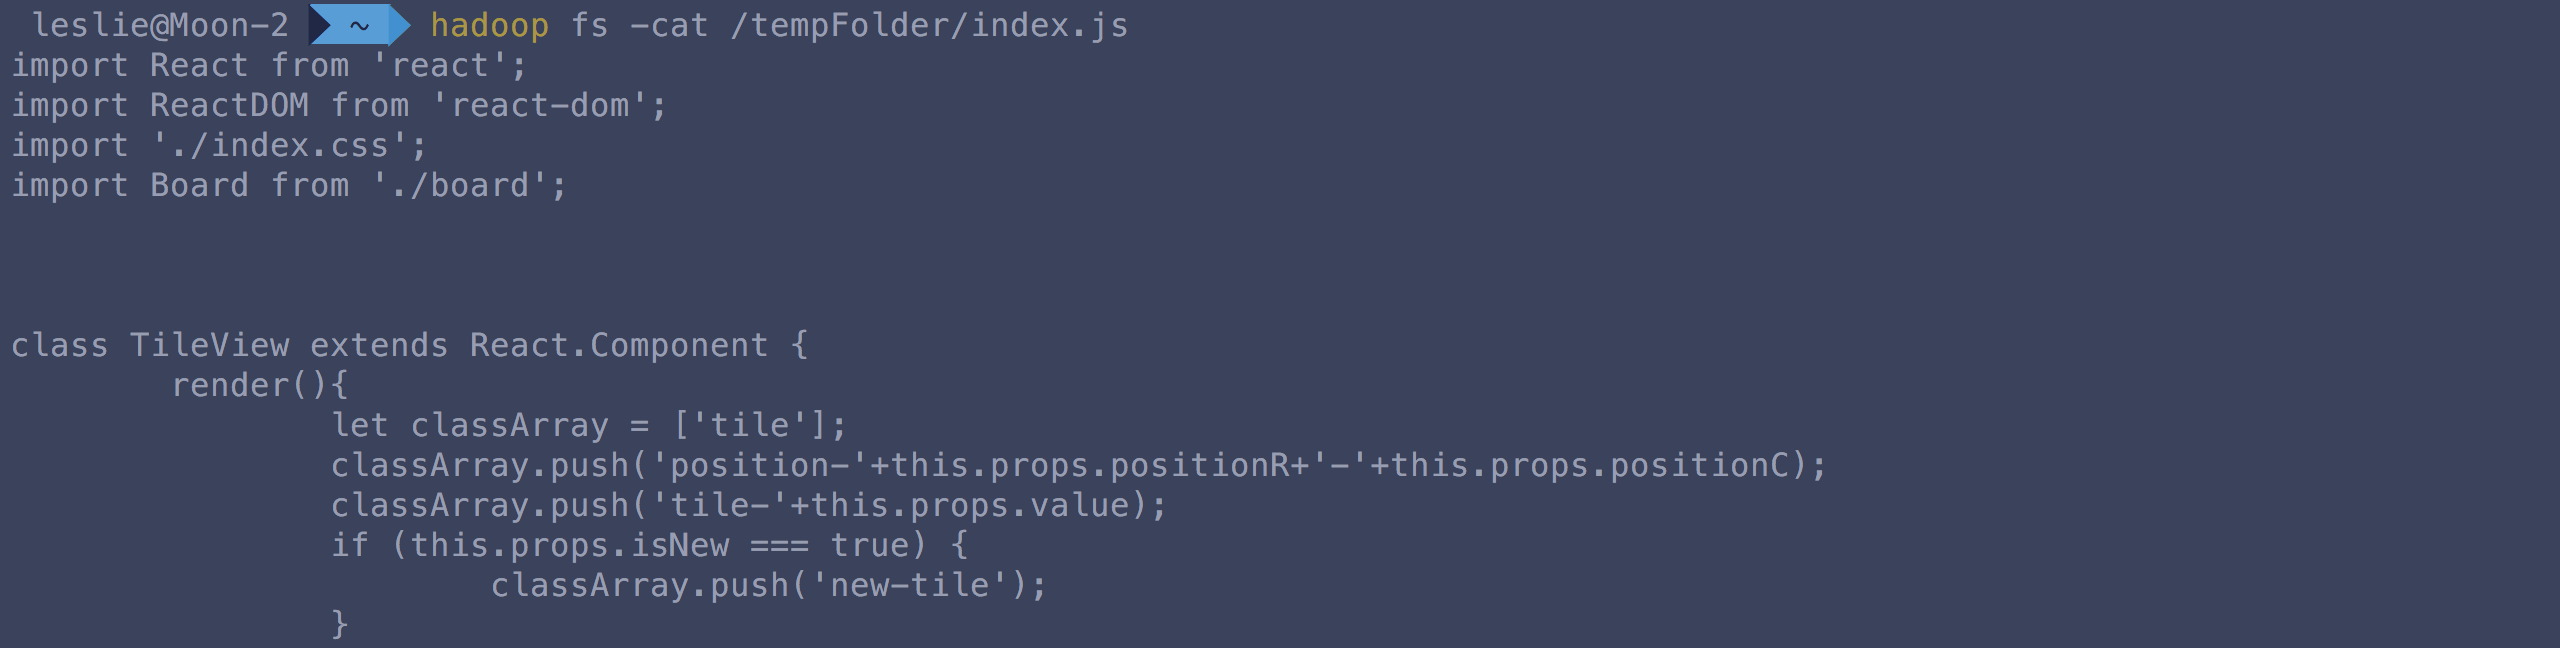 leslie@Moon-2 ~ hadoop fs -cat /tempFolder/index.js
import React from 'react';
import ReactDOM from 'react-dom';
import './index.css';
import Board from './board';
class TileView extends React.Component {
        render(){
                let classArray = ['tile'];
                classArray.push('position-'+this.props.positionR+'-'+this.props.positionC);
                classArray.push('tile-'+this.props.value);
                if (this.props.isNew === true) {
                        classArray.push('new-tile');
                }